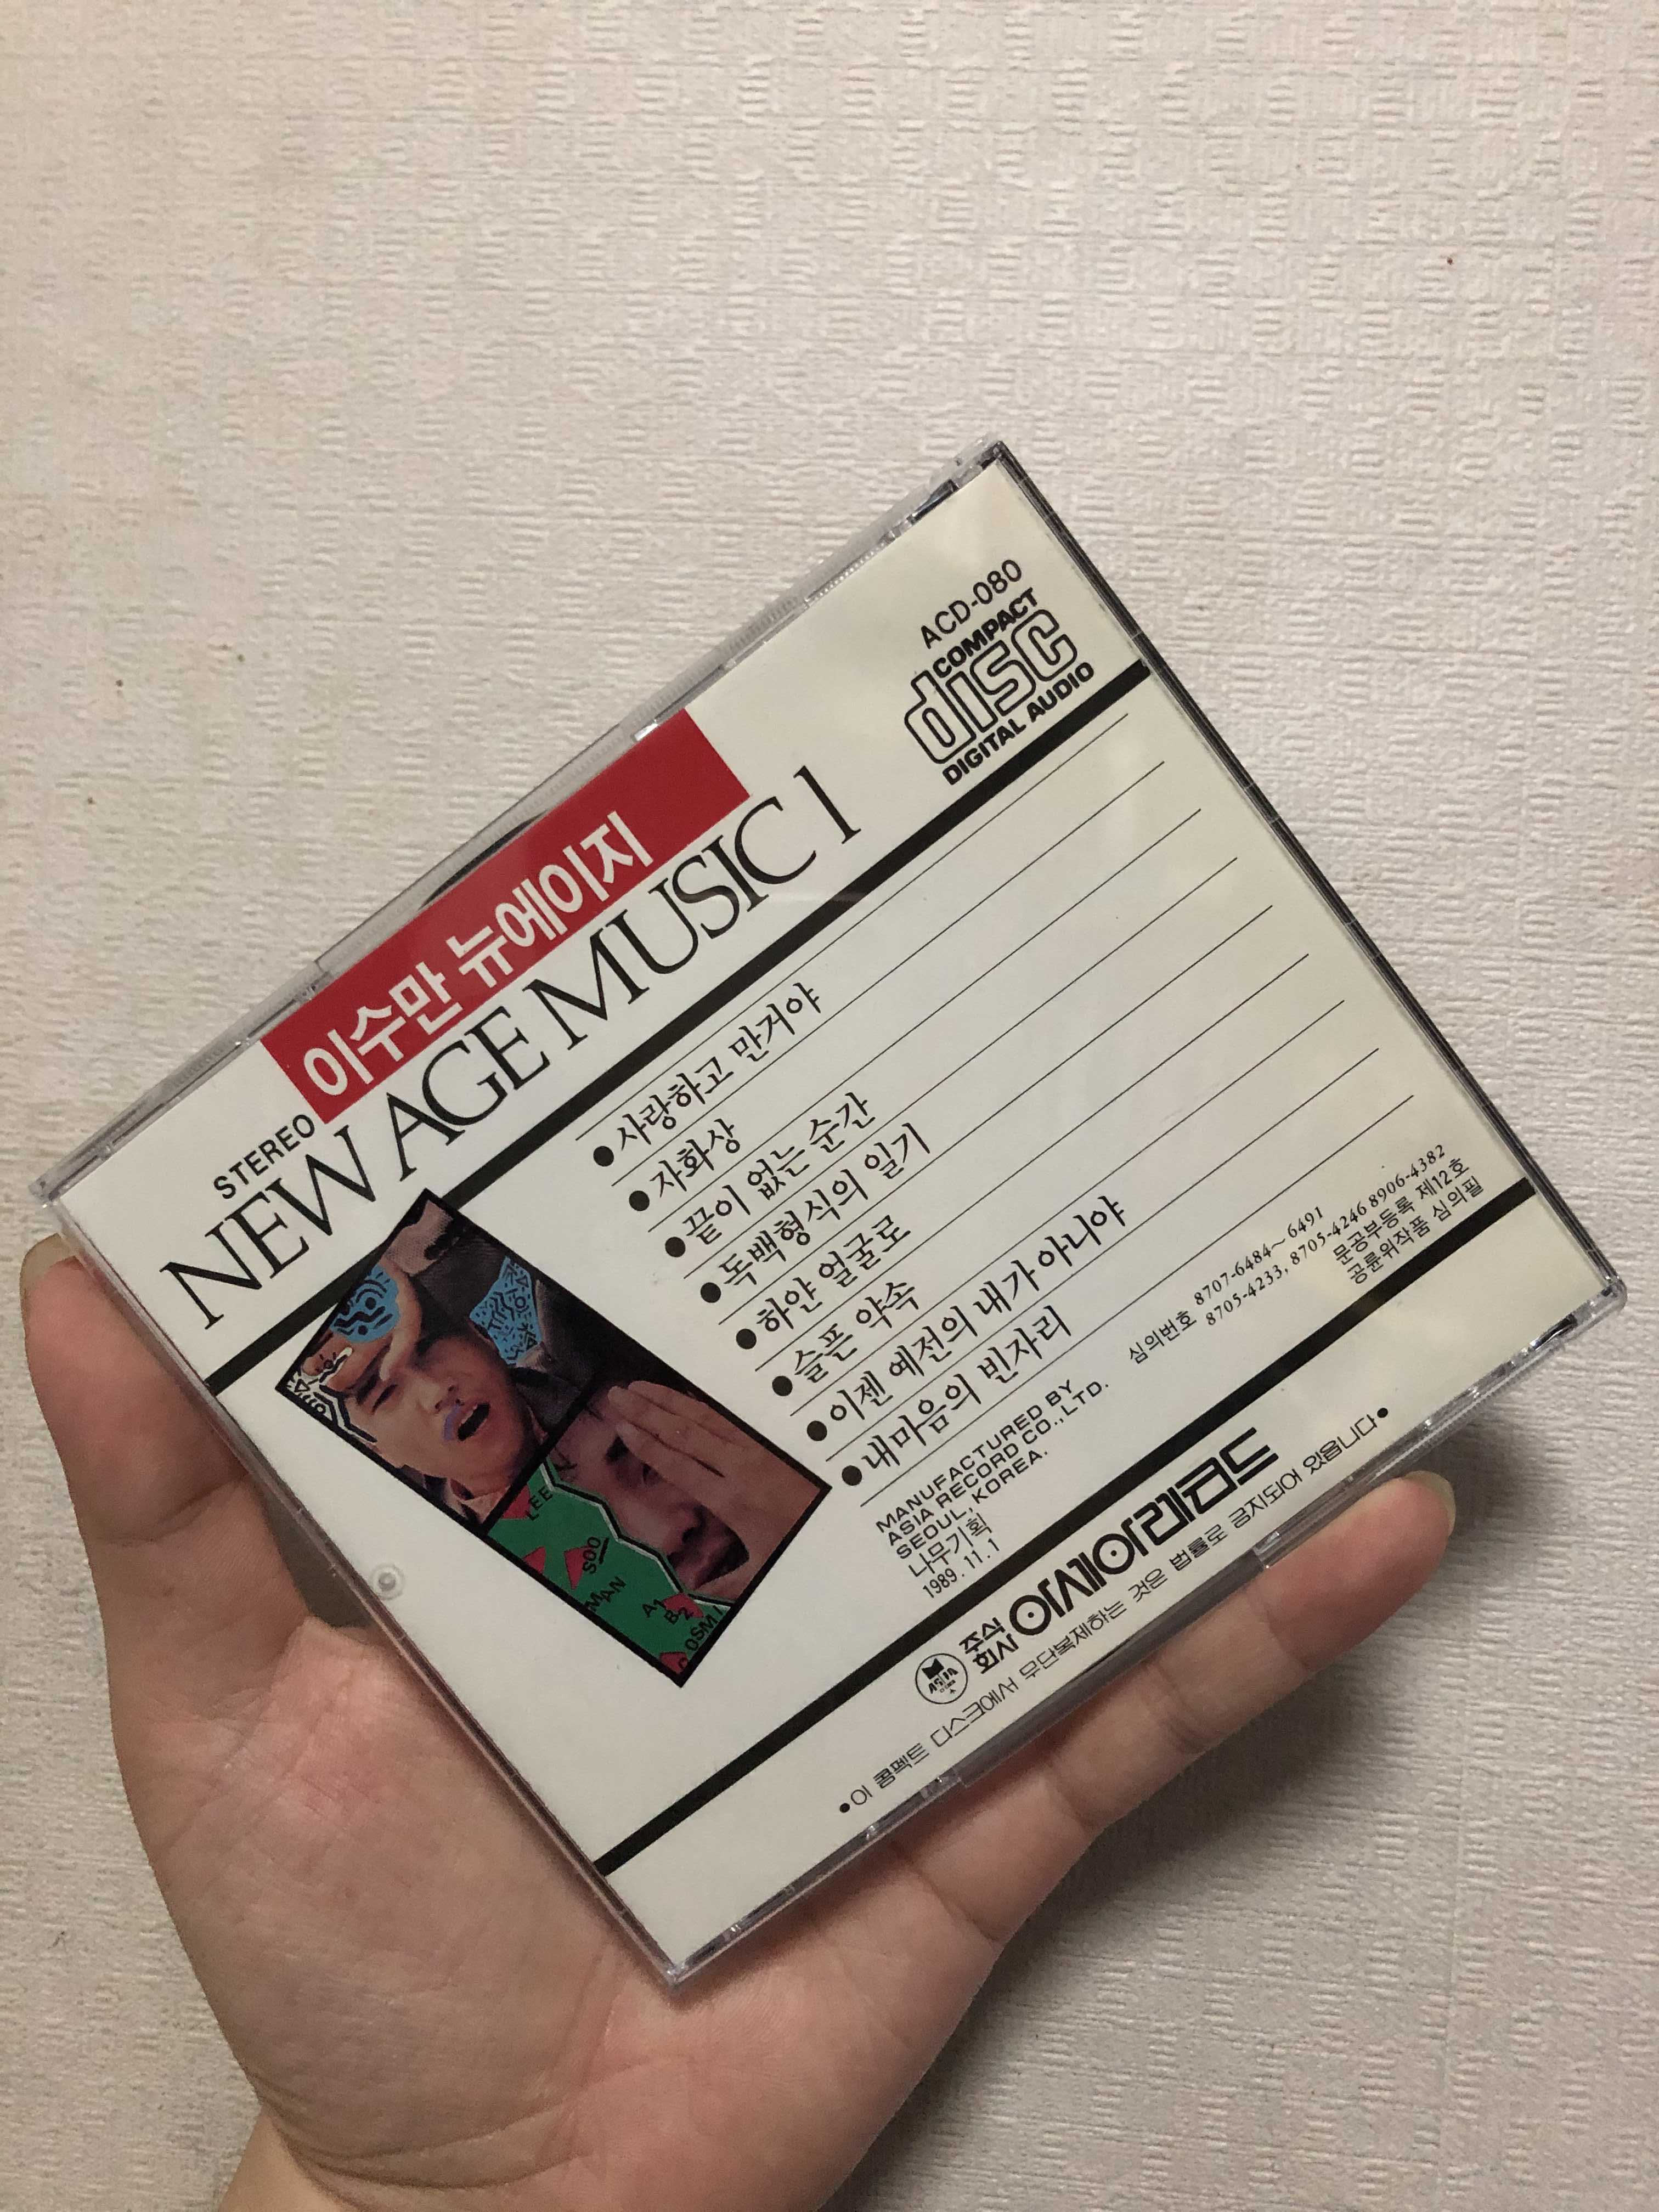 ACD-080
COMPACT
disc
DIGITAL AUDIO
STEREO
이수만 뉴에이지
NEW AGE MUSIC 1
●사랑하고 만거야
●자화상
●끝이 없는 순간
●독백형식의 일기
●하얀 얼굴로
●슬픈 약속
●이젠 예전의 내가 아니야
●내마음의 빈자리
LEE
SOO
MAN
A1
B2
COSMI
MANUFACTURED BY
ASIA RECORD CO.,LTD.
SEOUL, KOREA.
나무기획
1989.11.1
심의번호 8707-6484~6491
8705-4233, 8705-4246 8906-4382
문공부등록 제12호
공륜위작품 심의필
ASIA
주식
회사
아세아레코드
●이 콤팩트 디스크에서 무단복제하는 것은 법률로 금지되어 있읍니다●